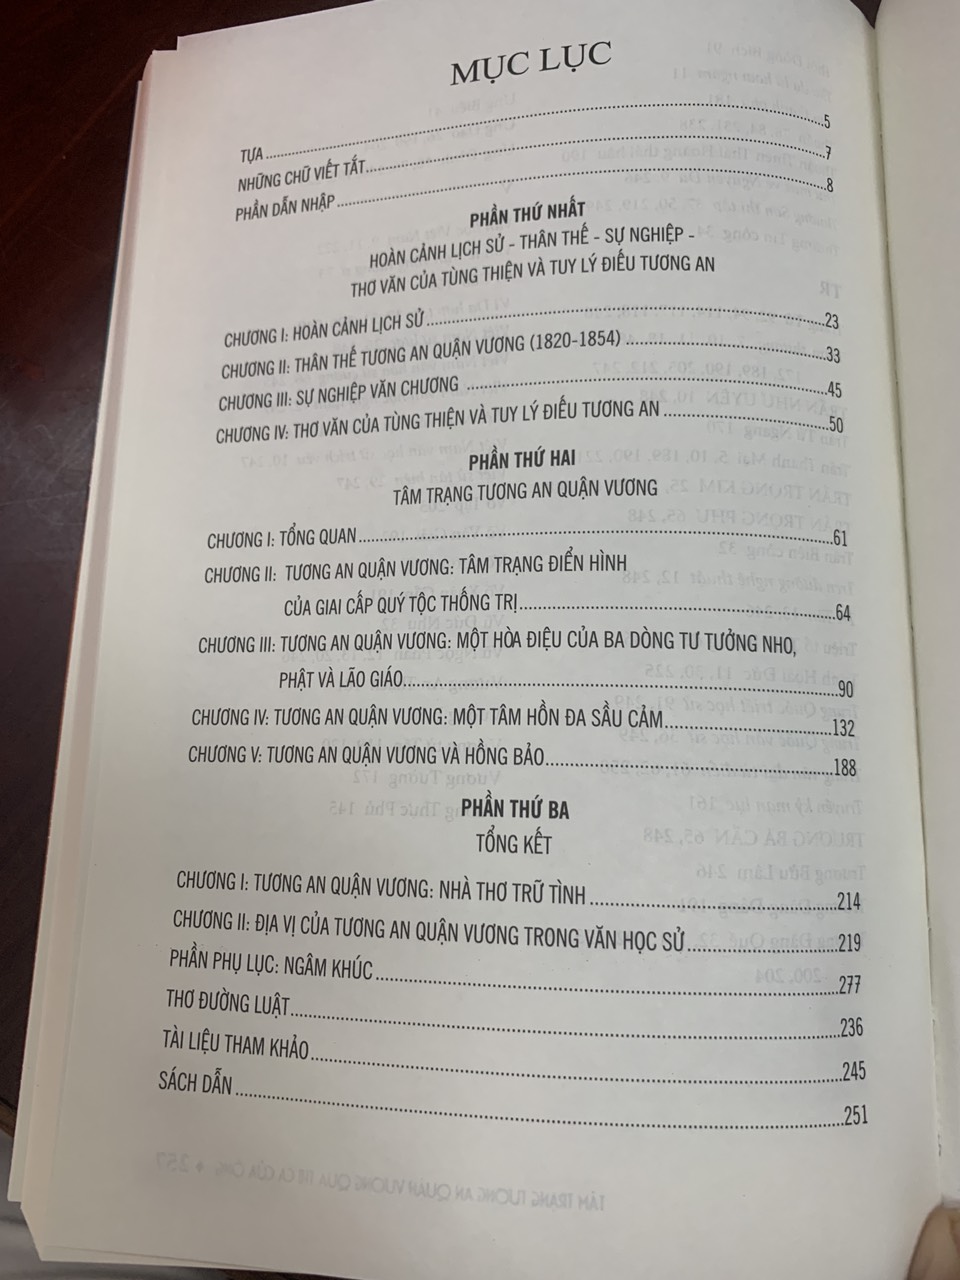 MỤC LỤC
TỰA 5
NHỮNG CHỮ VIẾT TẮT 7
PHẦN DẪN NHẬP 8
PHẦN THỨ NHẤT
HOÀN CẢNH LỊCH SỬ - THÂN THẾ - SỰ NGHIỆP -
THƠ VĂN CỦA TÙNG THIỆN VÀ TUY LÝ ĐIẾU TƯƠNG AN
CHƯƠNG I: HOÀN CẢNH LỊCH SỬ 23
CHƯƠNG II: THÂN THẾ TƯƠNG AN QUẬN VƯƠNG (1820-1854) 33
CHƯƠNG III: SỰ NGHIỆP VĂN CHƯƠNG 45
CHƯƠNG IV: THƠ VĂN CỦA TÙNG THIỆN VÀ TUY LÝ ĐIẾU TƯƠNG AN 50
PHẦN THỨ HAI
TÂM TRẠNG TƯƠNG AN QUẬN VƯƠNG
CHƯƠNG I: TỔNG QUAN 61
CHƯƠNG II: TƯƠNG AN QUẬN VƯƠNG: TÂM TRẠNG ĐIỂN HÌNH
CỦA GIAI CẤP QUÝ TỘC THỐNG TRỊ 64
CHƯƠNG III: TƯƠNG AN QUẬN VƯƠNG: MỘT HÒA ĐIỆU CỦA BA DÒNG TƯ TƯỞNG NHO,
PHẬT VÀ LÃO GIÁO 90
CHƯƠNG IV: TƯƠNG AN QUẬN VƯƠNG: MỘT TÂM HỒN ĐA SẦU CẢM 132
CHƯƠNG V: TƯƠNG AN QUẬN VƯƠNG VÀ HỒNG BẢO 188
PHẦN THỨ BA
TỔNG KẾT
CHƯƠNG I: TƯƠNG AN QUẬN VƯƠNG: NHÀ THƠ TRỮ TÌNH 214
CHƯƠNG II: ĐỊA VỊ CỦA TƯƠNG AN QUẬN VƯƠNG TRONG VĂN HỌC SỬ 219
PHẦN PHỤ LỤC: NGÂM KHÚC 277
THƠ ĐƯỜNG LUẬT 236
TÀI LIỆU THAM KHẢO 245
SÁCH DẪN 251